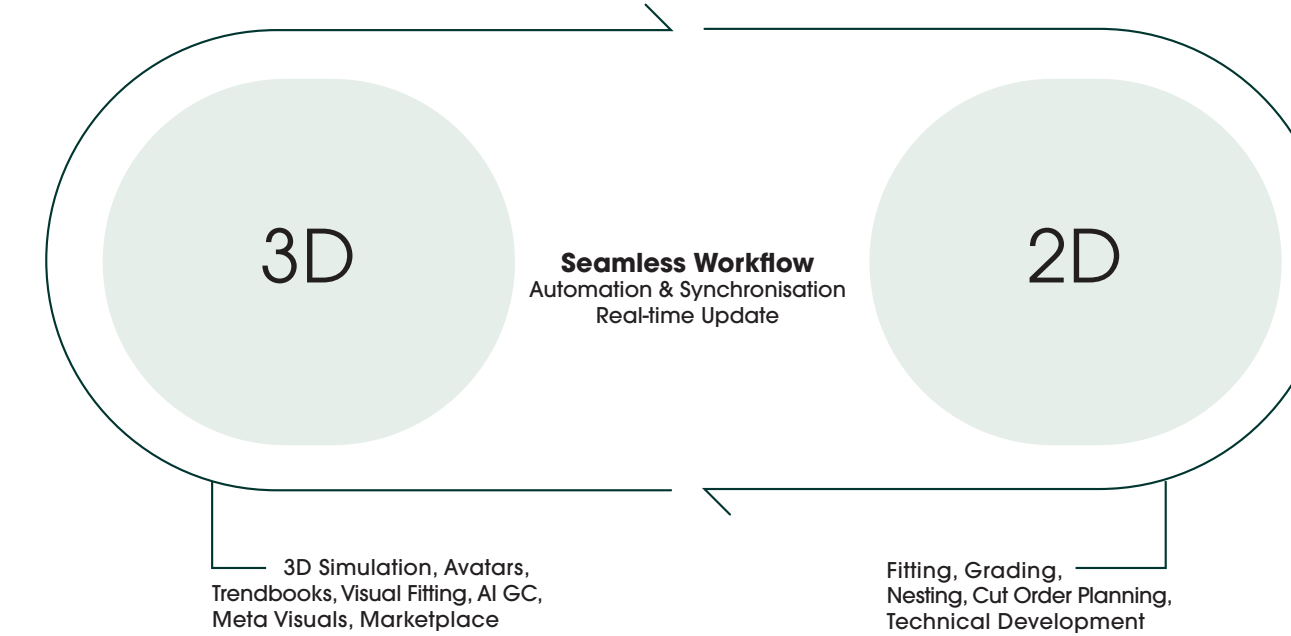 3D
Seamless Workflow
Automation & Synchronisation
Real-time Update
2D
3D Simulation, Avatars,
Trendbooks, Visual Fitting, AI GC,
Meta Visuals, Marketplace
Fitting, Grading,
Nesting, Cut Order Planning,
Technical Development